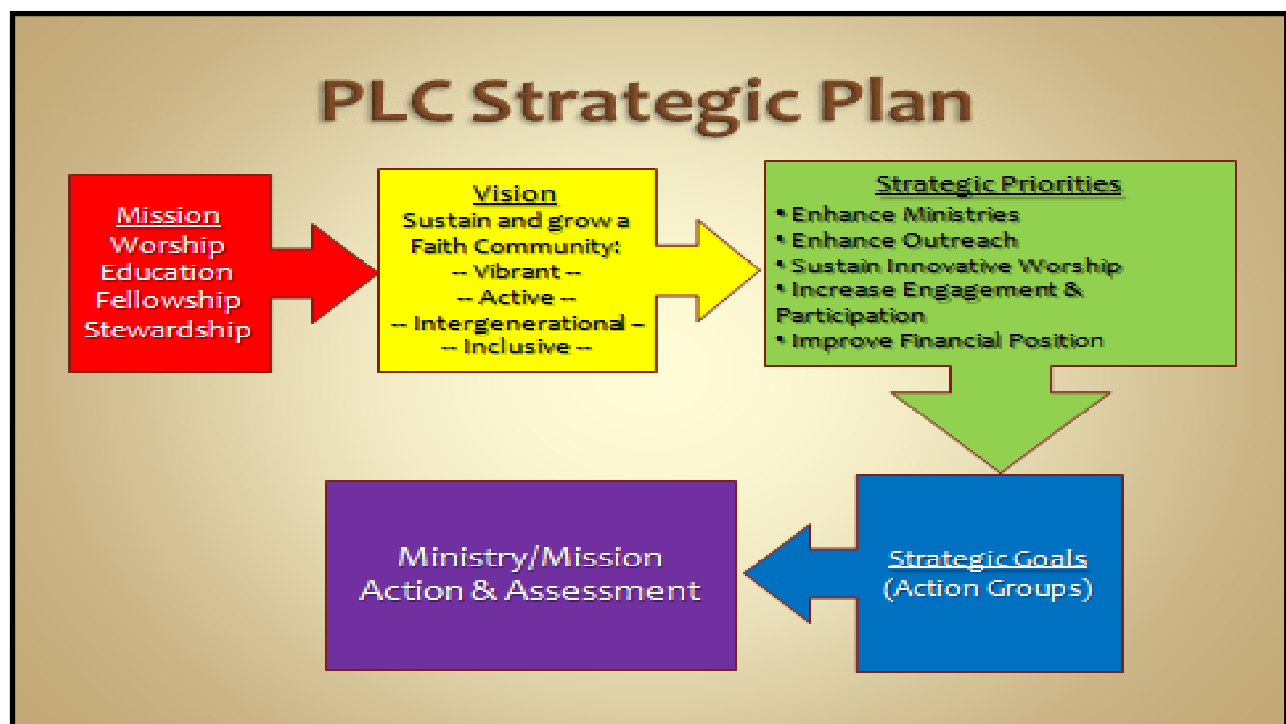 PLC Strategic Plan
Mission
Worship
Education
Fellowship
Stewardship
Vision
Sustain and grow a
Faith Community:
-- Vibrant --
-- Active --
-- Intergenerational --
-- Inclusive --
Strategic Priorities
• Enhance Ministries
• Enhance Outreach
• Sustain Innovative Worship
• Increase Engagement &
Participation
• Improve Financial Position
Strategic Goals
(Action Groups)
Ministry/Mission
Action & Assessment